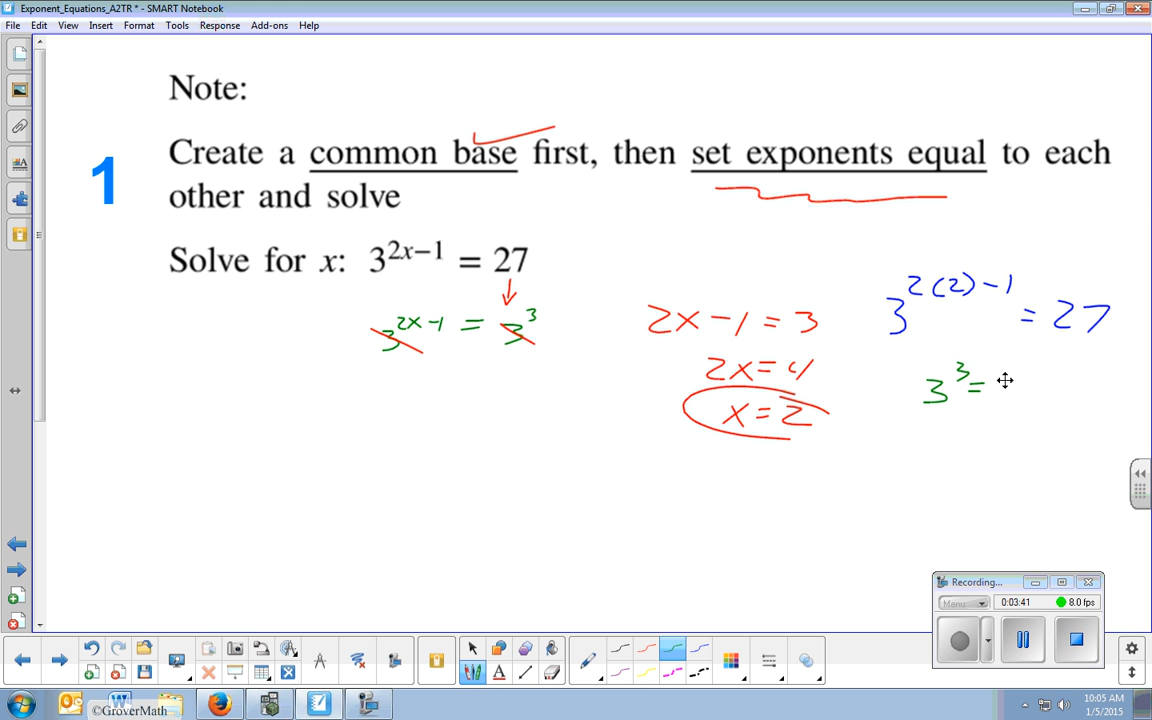 Exponent_Equations_A2TR * - SMART Notebook
File Edit View Insert Format Tools Response Add-ons Help
Note:
1
Create a common base first, then set exponents equal to each
other and solve
Solve for x: 3^{2x−1} = 27
3^{2x-1} = 3^3
2x - 1 = 3
2x = 4
x = 2
3^{2(2)-1} = 27
3^3 =
Recording...
Menu
0:03:41
8.0 fps
A
©GroverMath
10:05 AM
1/5/2015